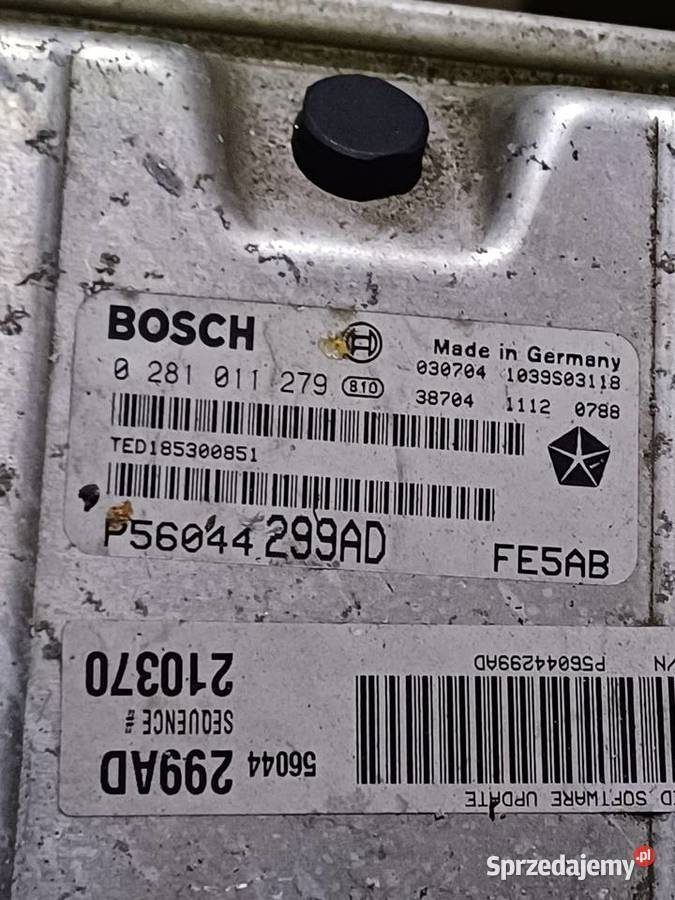 BOSCH
Made in Germany
0 281 011 279 810
030704 1039S03118
38704 1112 0788
TED185300851
P56044299AD
FE5AB
/N P56044299AD
210370
SEQUENCE #
56044 299AD
D SOFTWARE UPDATE
Sprzedajemy.pl